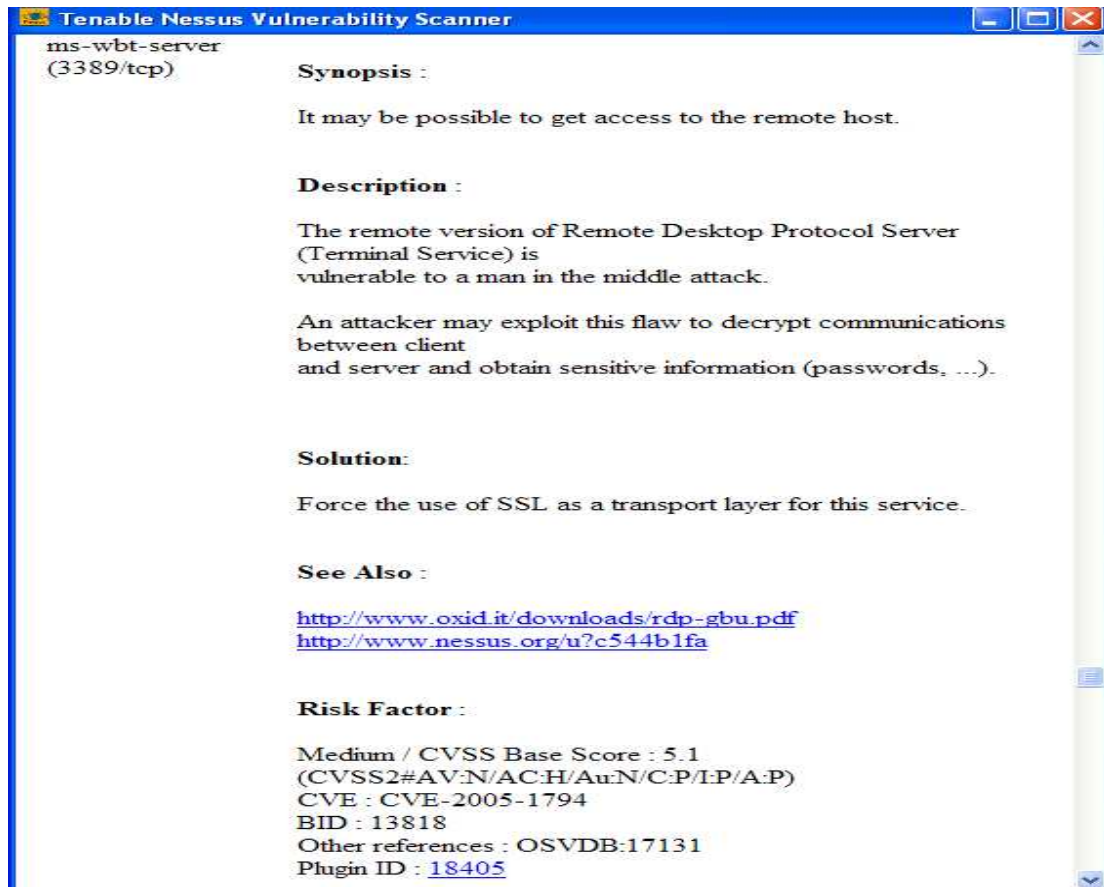 Tenable Nessus Vulnerability Scanner
ms-wbt-server
(3389/tcp)
Synopsis :
It may be possible to get access to the remote host.
Description :
The remote version of Remote Desktop Protocol Server
(Terminal Service) is
vulnerable to a man in the middle attack.
An attacker may exploit this flaw to decrypt communications
between client
and server and obtain sensitive information (passwords, ...).
Solution:
Force the use of SSL as a transport layer for this service.
See Also :
http://www.oxid.it/downloads/rdp-gbu.pdf
http://www.nessus.org/u?c544b1fa
Risk Factor :
Medium / CVSS Base Score : 5.1
(CVSS2#AV:N/AC:H/Au:N/C:P/I:P/A:P)
CVE : CVE-2005-1794
BID : 13818
Other references : OSVDB:17131
Plugin ID : 18405